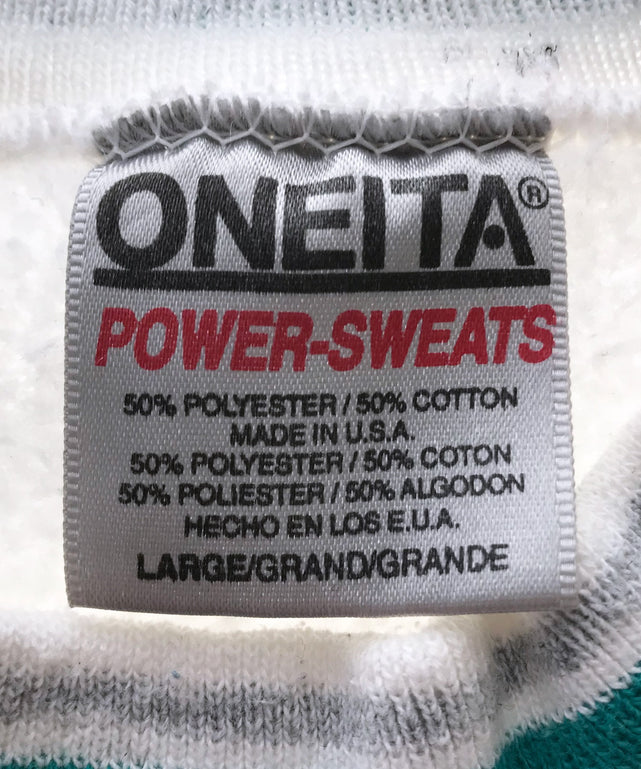 ONEITA®
POWER-SWEATS
50% POLYESTER / 50% COTTON
MADE IN U.S.A.
50% POLYESTER / 50% COTON
50% POLIESTER / 50% ALGODON
HECHO EN LOS E.U.A.
LARGE/GRAND/GRANDE